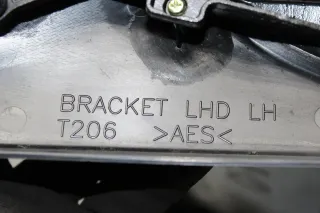 BRACKET LHD LH
T206 >AES<